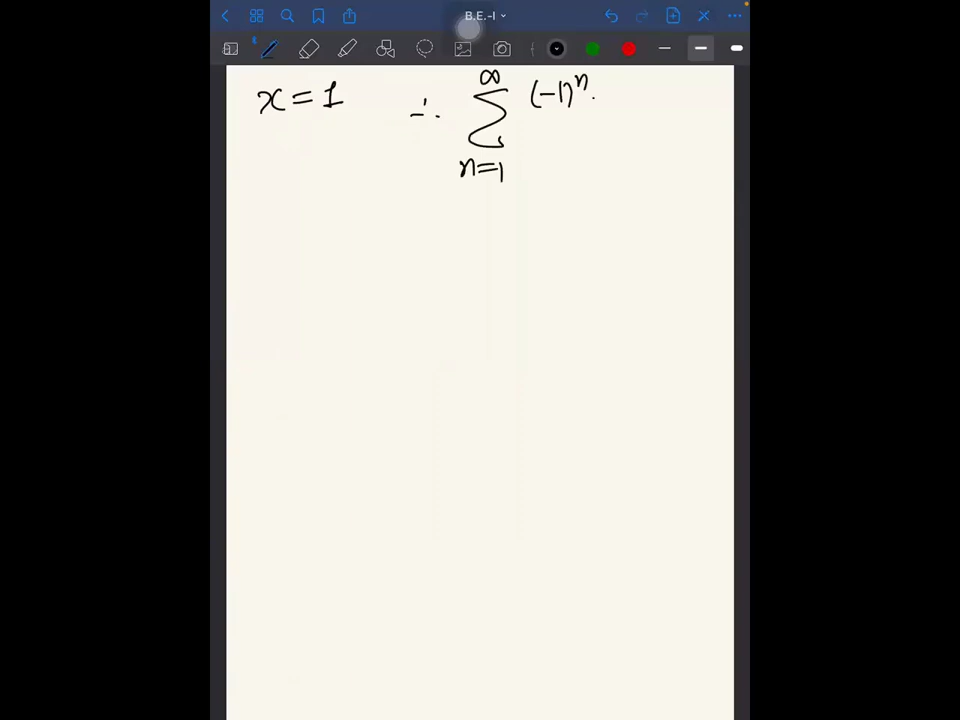 B.E.-I
x = 1 ∴ ∞ ∑ n=1 (-1)^n.